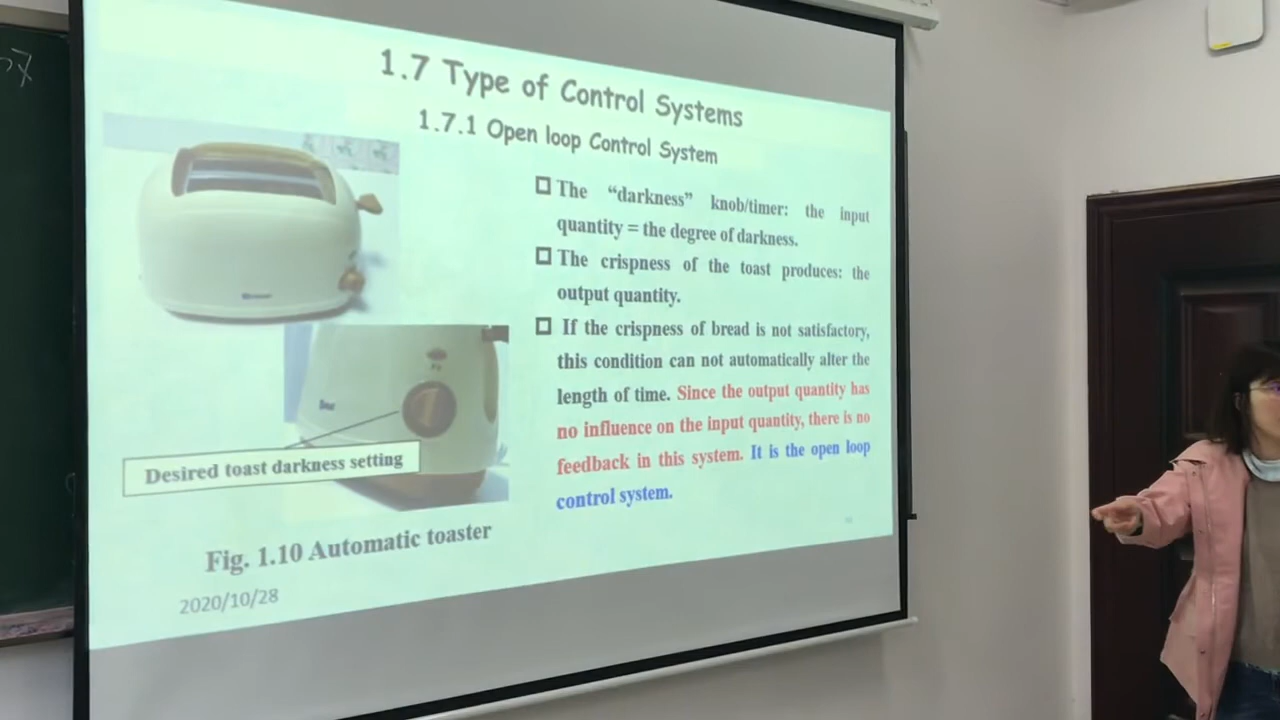 1.7 Type of Control Systems
1.7.1 Open loop Control System
The “darkness” knob/timer: the input
quantity = the degree of darkness.
The crispness of the toast produces: the
output quantity.
If the crispness of bread is not satisfactory,
this condition can not automatically alter the
length of time. Since the output quantity has
no influence on the input quantity, there is no
feedback in this system. It is the open loop
control system.
Desired toast darkness setting
Fig. 1.10 Automatic toaster
2020/10/28